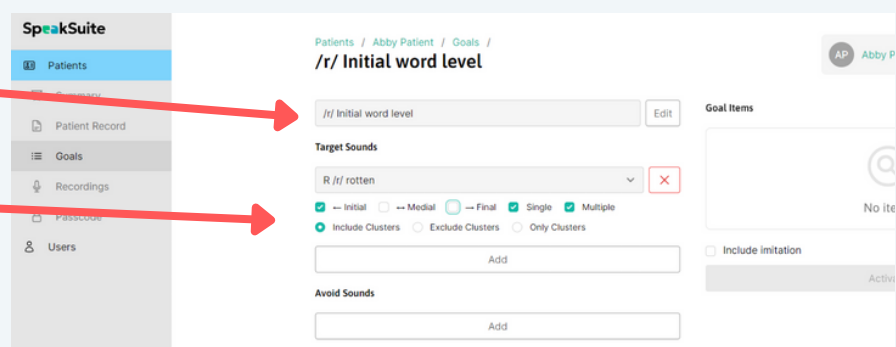 SpeakSuite
Patients
Summary
Patient Record
Goals
Recordings
Passcode
Users
Patients / Abby Patient / Goals /
/r/ Initial word level
AP Abby P
/r/ Initial word level Edit
Target Sounds
R /r/ rotten
← Initial ↔ Medial → Final Single Multiple
Include Clusters Exclude Clusters Only Clusters
Add
Avoid Sounds
Add
Goal Items
No ite
Include imitation
Activa